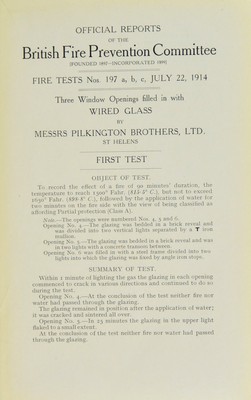 OFFICIAL REPORTS
OF THE
British Fire Prevention Committee
(FOUNDED 1897—INCORPORATED 1899)
FIRE TESTS Nos. 197 a, b, c, JULY 22, 1914
Three Window Openings filled in with
WIRED GLASS
BY
MESSRS PILKINGTON BROTHERS, LTD.
ST HELENS
FIRST TEST
OBJECT OF TEST.
To record the effect of a fire of 90 minutes' duration, the
temperature to reach 1500° Fahr. (815·5° C.), but not to exceed
1650° Fahr. (898·8° C.), followed by the application of water for
two minutes on the fire side with the view of being classified as
affording Partial protection (Class A).
Note.—The openings were numbered Nos. 4, 5 and 6.
Opening No. 4.—The glazing was bedded in a brick reveal and
was divided into two vertical lights separated by a T iron
mullion.
Opening No. 5.—The glazing was bedded in a brick reveal and was
in two lights with a concrete transom between.
Opening No. 6 was filled in with a steel frame divided into two
lights into which the glazing was fixed by angle iron stops.
SUMMARY OF TEST.
Within 1 minute of lighting the gas the glazing in each opening
commenced to crack in various directions and continued to do so
during the test.
Opening No. 4.—At the conclusion of the test neither fire nor
water had passed through the glazing.
The glazing remained in position after the application of water;
it was cracked and sintered all over.
Opening No. 5.—In 25 minutes the glazing in the upper light
flaked to a small extent.
At the conclusion of the test neither fire nor water had passed
through the glazing.